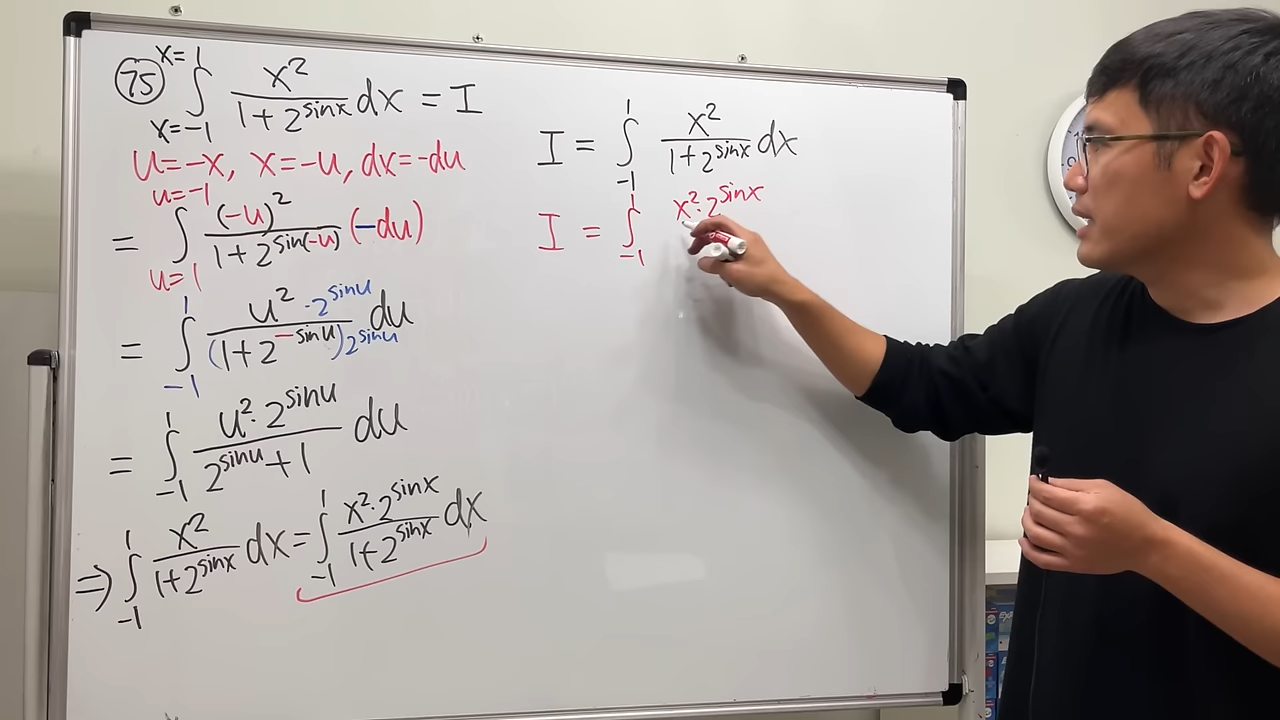 75 ∫_{x=-1}^{x=1} x²/(1+2^{sinx}) dx = I
u=-x, x=-u, dx=-du
= ∫_{u=1}^{u=-1} (-u)²/(1+2^{sin(-u)}) (-du)
= ∫_{-1}^{1} u²·2^{sinu}/((1+2^{-sinu})2^{sinu}) du
= ∫_{-1}^{1} u²·2^{sinu}/(2^{sinu}+1) du
⇒ ∫_{-1}^{1} x²/(1+2^{sinx}) dx = ∫_{-1}^{1} x²·2^{sinx}/(1+2^{sinx}) dx
I = ∫_{-1}^{1} x²/(1+2^{sinx}) dx
I = ∫_{-1}^{1} x²·2^{sinx}